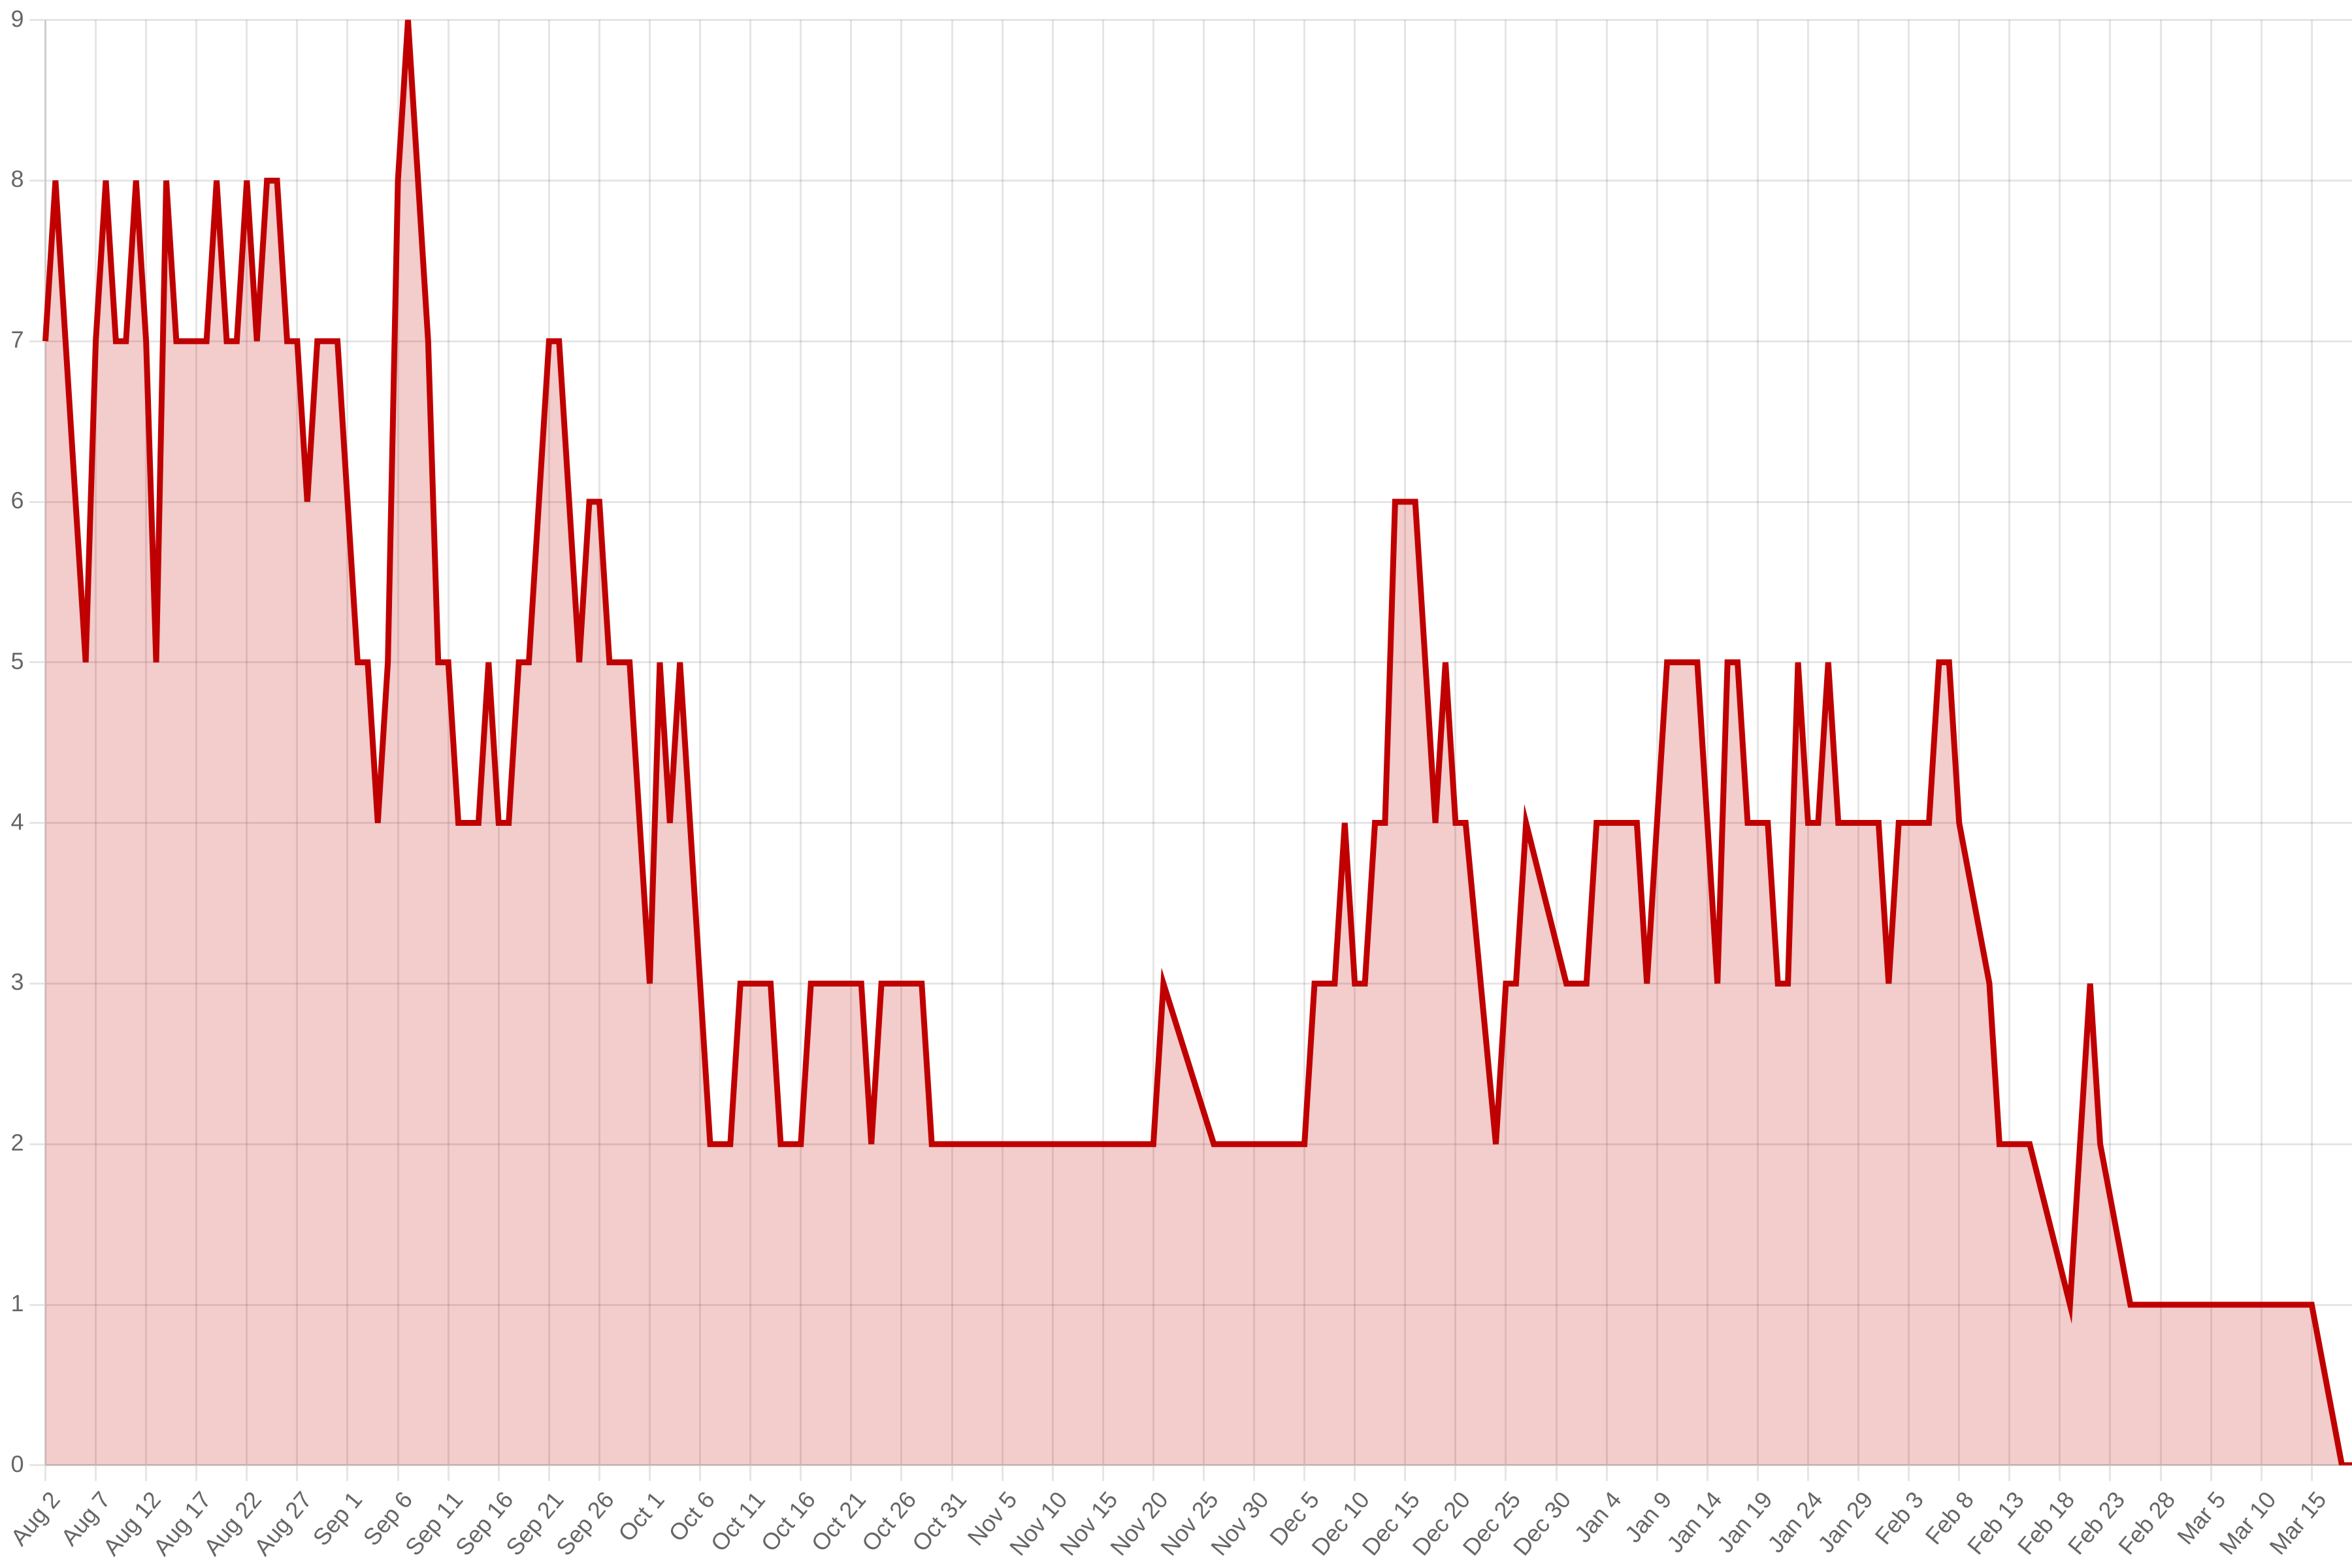 9
8
7
6
5
4
3
2
1
0
Aug 2
Aug 7
Aug 12
Aug 17
Aug 22
Aug 27
Sep 1
Sep 6
Sep 11
Sep 16
Sep 21
Sep 26
Oct 1
Oct 6
Oct 11
Oct 16
Oct 21
Oct 26
Oct 31
Nov 5
Nov 10
Nov 15
Nov 20
Nov 25
Nov 30
Dec 5
Dec 10
Dec 15
Dec 20
Dec 25
Dec 30
Jan 4
Jan 9
Jan 14
Jan 19
Jan 24
Jan 29
Feb 3
Feb 8
Feb 13
Feb 18
Feb 23
Feb 28
Mar 5
Mar 10
Mar 15